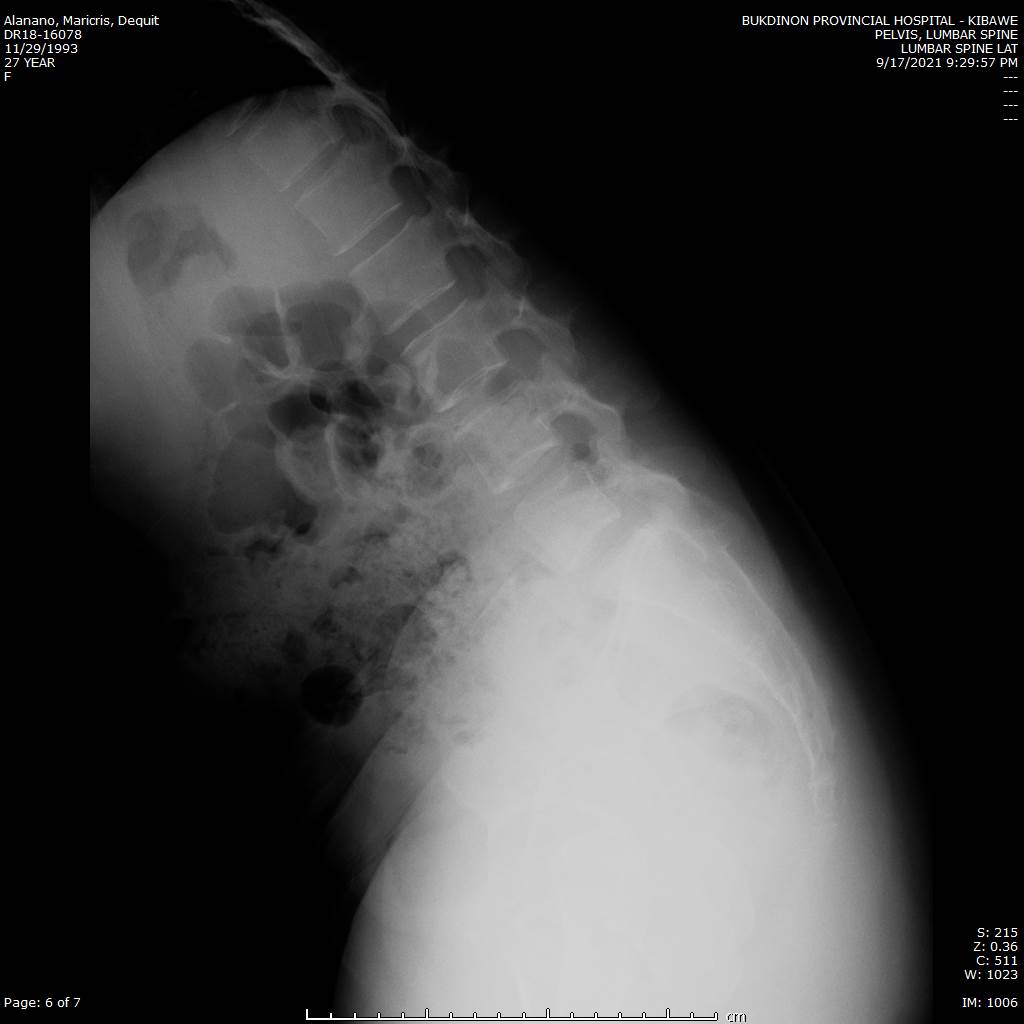 Alanano, Maricris, Dequit
DR18-16078
11/29/1993
27 YEAR
F
BUKDINON PROVINCIAL HOSPITAL - KIBAWE
PELVIS, LUMBAR SPINE
LUMBAR SPINE LAT
9/17/2021 9:29:57 PM
---
---
---
---
S: 215
Z: 0.36
C: 511
W: 1023
Page: 6 of 7
IM: 1006
cm